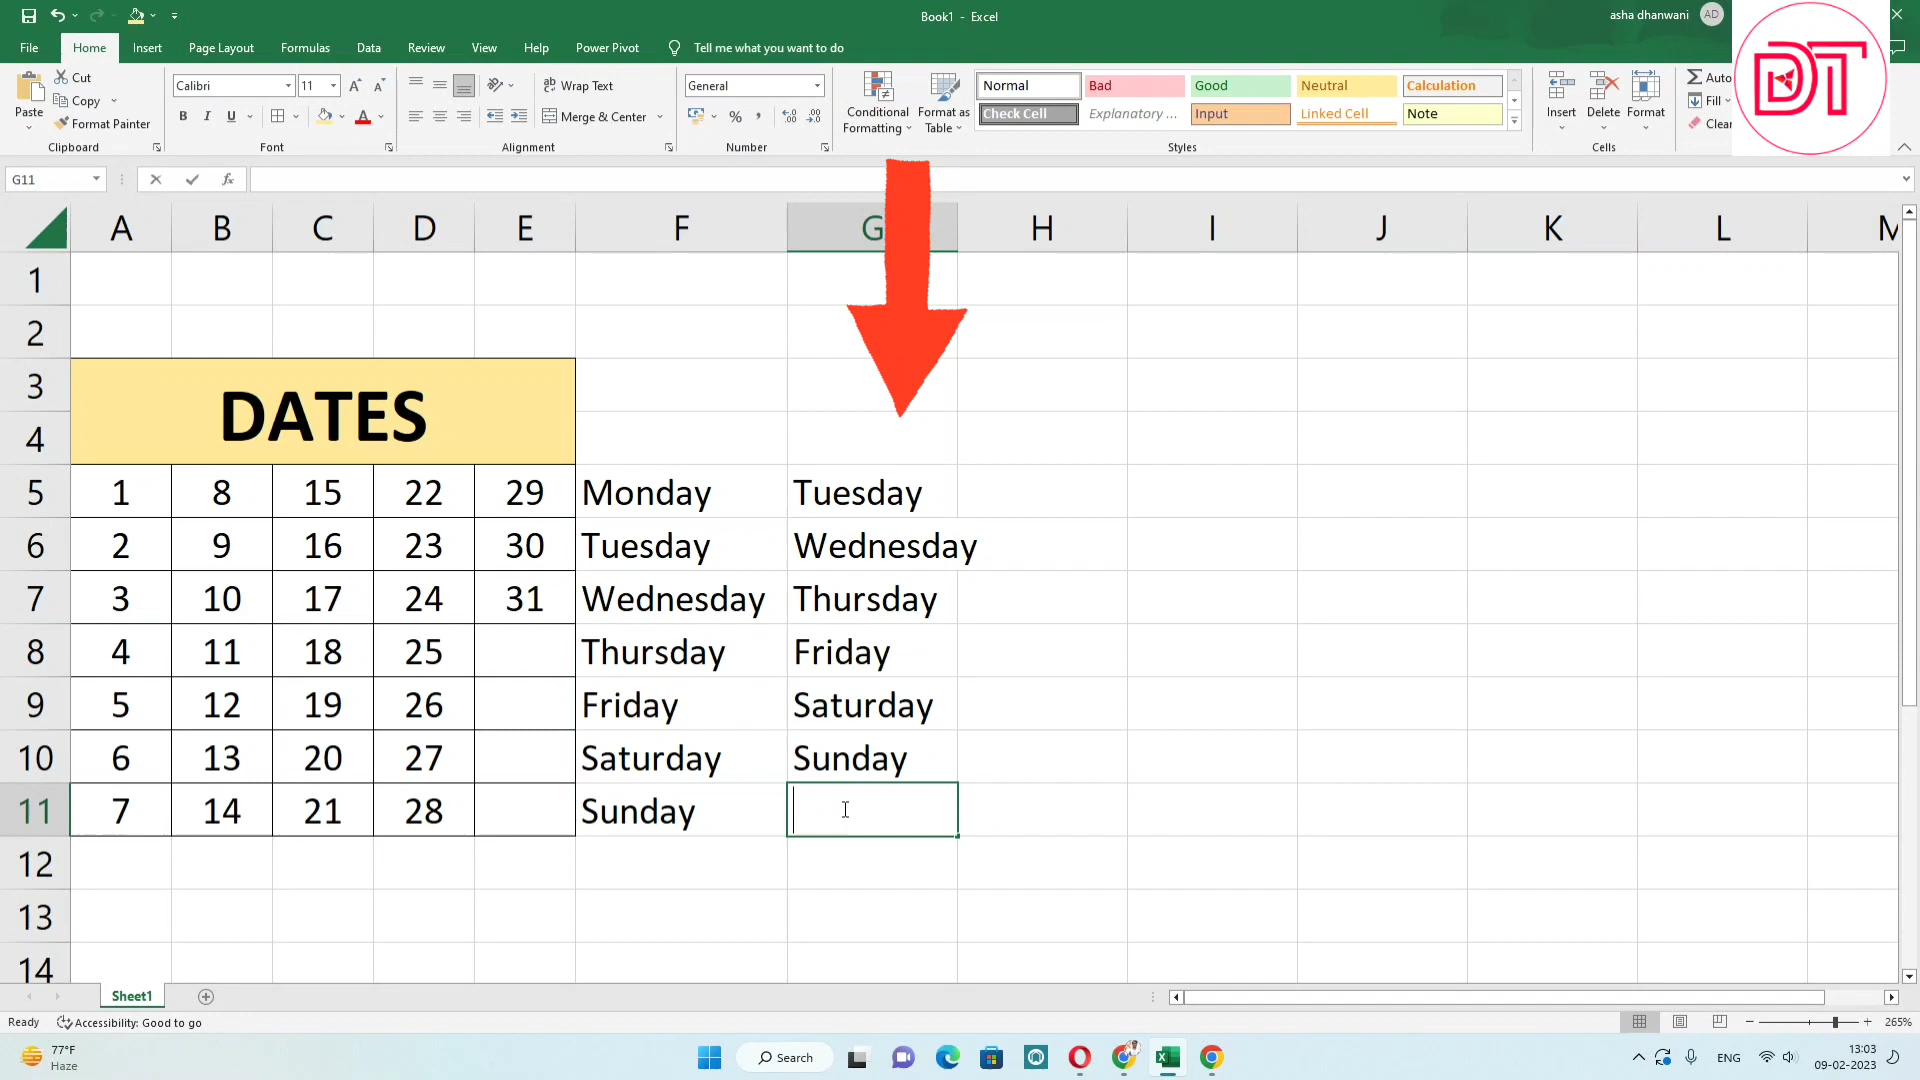 Book1 - Excel
asha dhanwani AD
File Home Insert Page Layout Formulas Data Review View Help Power Pivot Tell me what you want to do
DT
Paste
Cut
Copy
Format Painter
Clipboard
Calibri 11
B I U
Font
Wrap Text
Merge & Center
Alignment
General
Number
Conditional
Formatting
Format as
Table
Normal Bad Good Neutral Calculation
Check Cell Explanatory ... Input Linked Cell Note
Styles
Insert Delete Format
Cells
Auto
Fill
Clear
G11
fx
A B C D E F G H I J K L M
1
2
3
DATES
4
5 1 8 15 22 29 Monday Tuesday
6 2 9 16 23 30 Tuesday Wednesday
7 3 10 17 24 31 Wednesday Thursday
8 4 11 18 25 Thursday Friday
9 5 12 19 26 Friday Saturday
10 6 13 20 27 Saturday Sunday
11 7 14 21 28 Sunday
12
13
14
Sheet1
Ready Accessibility: Good to go
265%
77°F
Haze
Search
ENG
13:03
09-02-2023